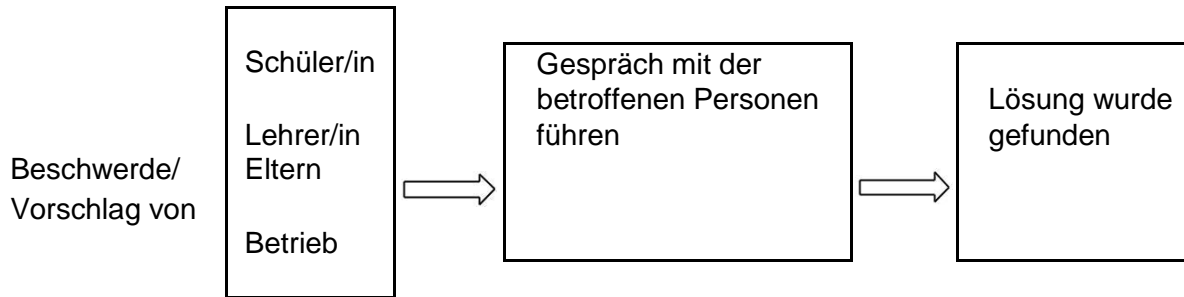 Beschwerde/
Vorschlag von
Schüler/in
Lehrer/in
Eltern
Betrieb
Gespräch mit der
betroffenen Personen
führen
Lösung wurde
gefunden